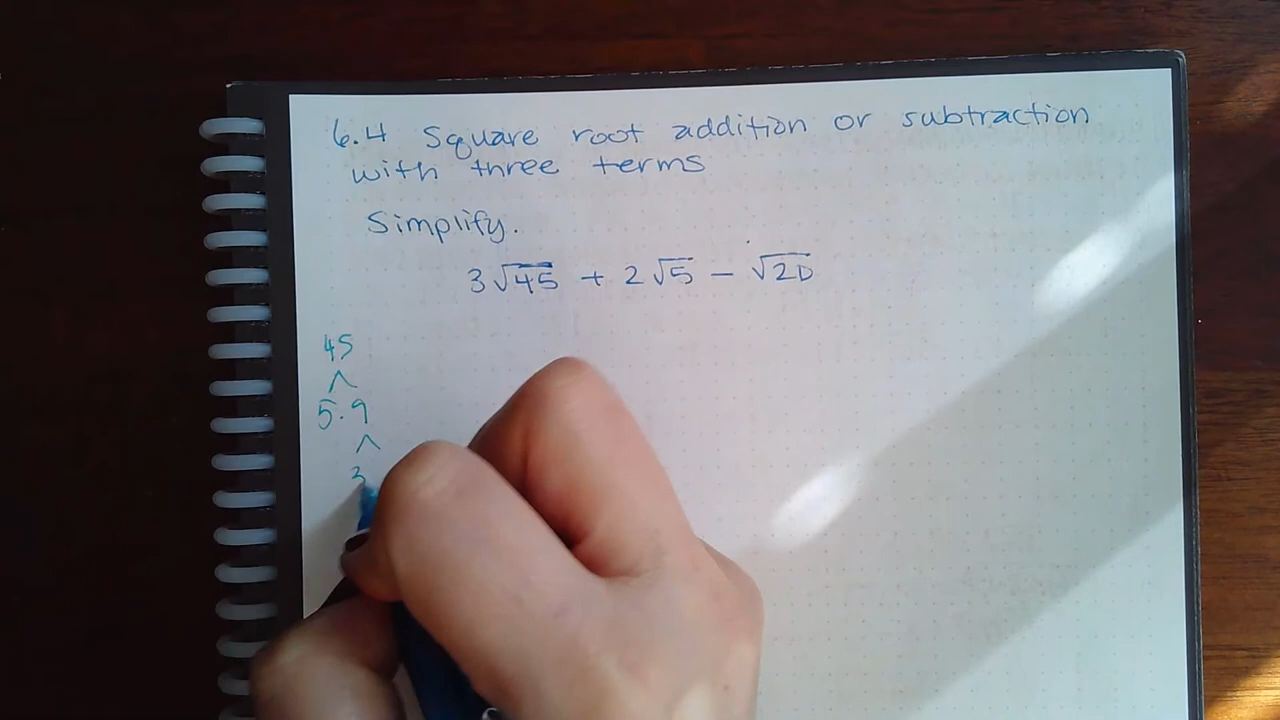 6.4 Square root addition or subtraction
with three terms
Simplify.
3√45 + 2√5 − √20
45
5.9
3